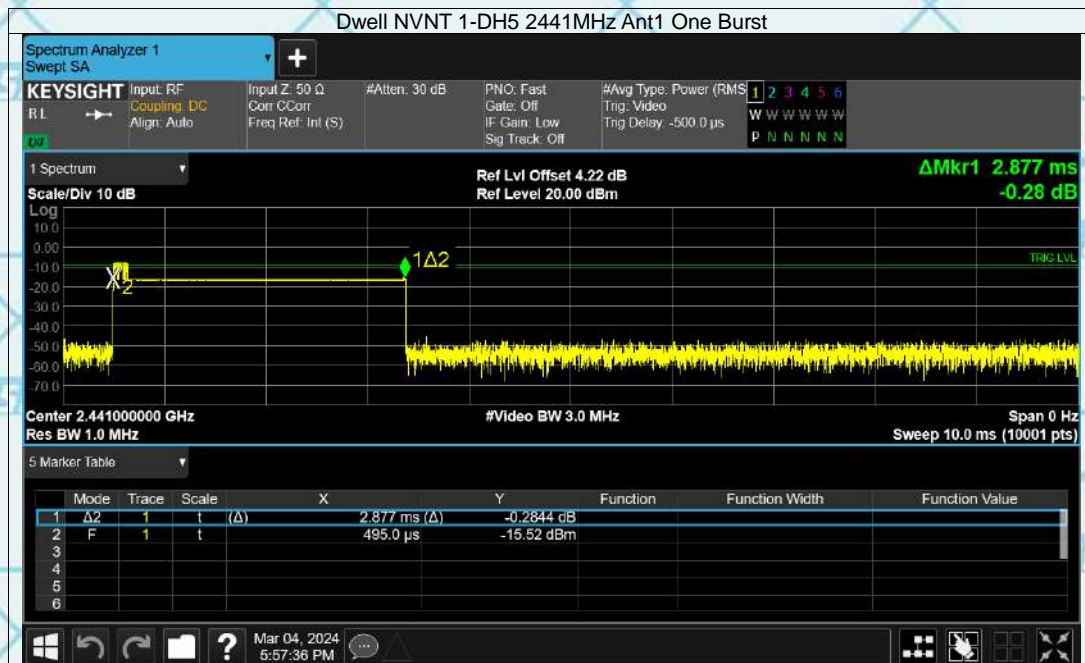 Dwell NVNT 1-DH5 2441MHz Ant1 One Burst
Spectrum Analyzer 1
Swept SA
+
KEYSIGHT
RL
LXI
Input: RF
Coupling: DC
Align: Auto
Input Z: 50 Ω
Corr CCorr
Freq Ref: Int (S)
#Atten: 30 dB
PNO: Fast
Gate: Off
IF Gain: Low
Sig Track: Off
#Avg Type: Power (RMS
Trig: Video
Trig Delay: -500.0 µs
1 2 3 4 5 6
W W W W W W
P N N N N N
1 Spectrum
Scale/Div 10 dB
Ref Lvl Offset 4.22 dB
Ref Level 20.00 dBm
ΔMkr1 2.877 ms
-0.28 dB
Log
10.0
0.00
-10.0
-20.0
-30.0
-40.0
-50.0
-60.0
-70.0
1Δ2
X2
TRIG LVL
Center 2.441000000 GHz
#Video BW 3.0 MHz
Span 0 Hz
Res BW 1.0 MHz
Sweep 10.0 ms (10001 pts)
5 Marker Table
Mode Trace Scale X Y Function Function Width Function Value
1 Δ2 1 t (Δ) 2.877 ms (Δ) -0.2844 dB
2 F 1 t 495.0 µs -15.52 dBm
3
4
5
6
?
Mar 04, 2024
5:57:36 PM